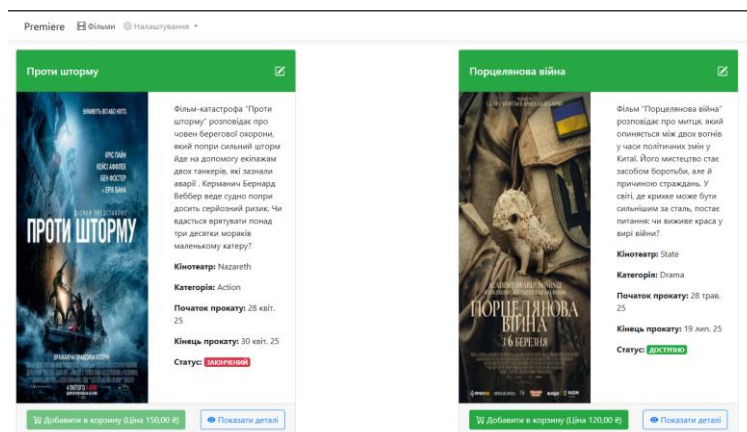 Premiere Фільми Налаштування
Проти шторму
ВИЖИВУТЬ ВСІ АБО НІХТО.
КРІС ПАЙН
КЕЙСІ АФФЛЕК
БЕН ФОСТЕР
ЕРІК БАНА
ПРОТИ ШТОРМУ
Фільм-катастрофа "Проти
шторму" розповідає про
човен берегової охорони,
який попри сильний шторм
йде на допомогу екіпажам
двох танкерів, які зазнали
аварії . Керманич Бернард
Веббер веде судно попри
досить серйозний ризик. Чи
вдасться врятувати понад
три десятки моряків
маленькому катеру?
Кінотеатр: Nazareth
Категорія: Action
Початок прокату: 28 квіт.
25
Кінець прокату: 30 квіт. 25
Статус: ЗАКІНЧЕНИЙ
Добавити в корзину (Ціна 150,00 ₴)
Показати деталі
Порцелянова війна
ACADEMY AWARD NOMINEE
ПОРЦЕЛЯНОВА
ВІЙНА
З 6 БЕРЕЗНЯ
Фільм "Порцелянова війна"
розповідає про митця, який
опиняється між двох вогнів
у часи політичних змін у
Китаї. Його мистецтво стає
засобом боротьби, але й
причиною страждань. У
світі, де крихке може бути
сильнішим за сталь, постає
питання: чи виживе краса у
вирі війни?
Кінотеатр: State
Категорія: Drama
Початок прокату: 28 трав.
25
Кінець прокату: 19 лип. 25
Статус: ДОСТУПНО
Добавити в корзину (Ціна 120,00 ₴)
Показати деталі